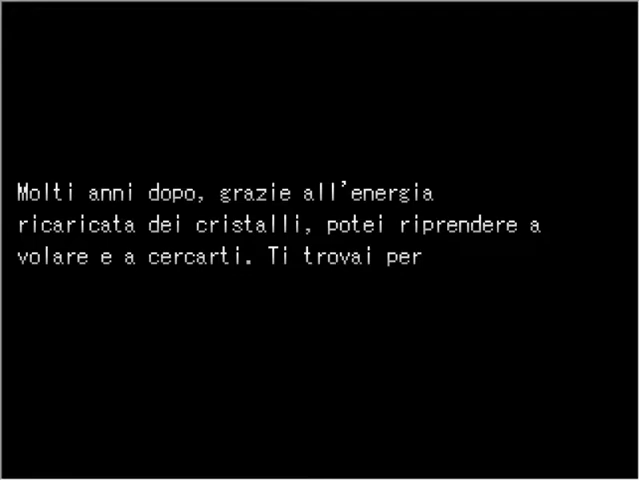 Molti anni dopo, grazie all'energia
ricaricata dei cristalli, potei riprendere a
volare e a cercarti. Ti trovai per